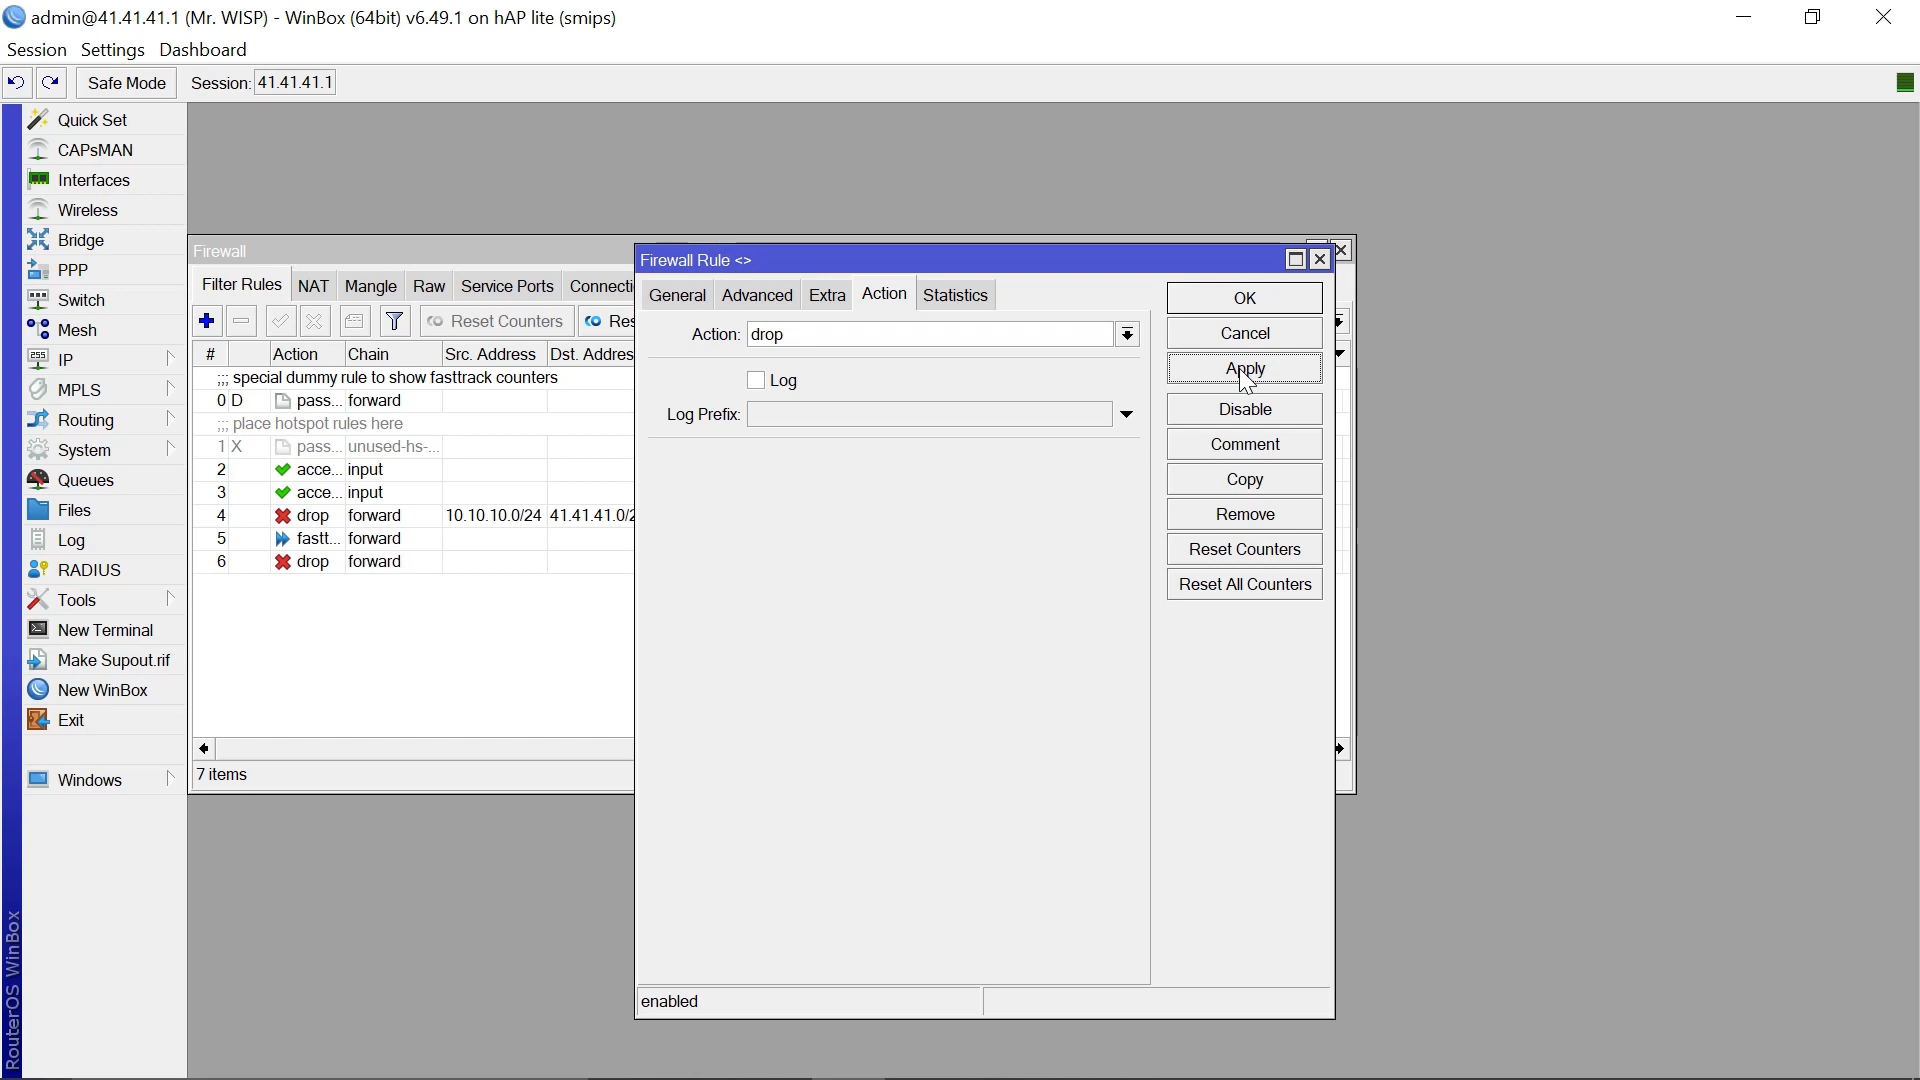 admin@41.41.41.1 (Mr. WISP) - WinBox (64bit) v6.49.1 on hAP lite (smips)
Session Settings Dashboard
Safe Mode Session: 41.41.41.1
Quick Set
CAPsMAN
Interfaces
Wireless
Bridge
PPP
Switch
Mesh
IP
MPLS
Routing
System
Queues
Files
Log
RADIUS
Tools
New Terminal
Make Supout.rif
New WinBox
Exit
Windows
RouterOS WinBox
Firewall
Filter Rules NAT Mangle Raw Service Ports Connecti
Reset Counters Res
# Action Chain Src. Address Dst. Addres
;;; special dummy rule to show fasttrack counters
0 D pass... forward
;;; place hotspot rules here
1 X pass... unused-hs-...
2 acce... input
3 acce... input
4 drop forward 10.10.10.0/24 41.41.41.0/2
5 fastt... forward
6 drop forward
7 items
Firewall Rule <>
General Advanced Extra Action Statistics
Action: drop
Log
Log Prefix:
OK
Cancel
Apply
Disable
Comment
Copy
Remove
Reset Counters
Reset All Counters
enabled